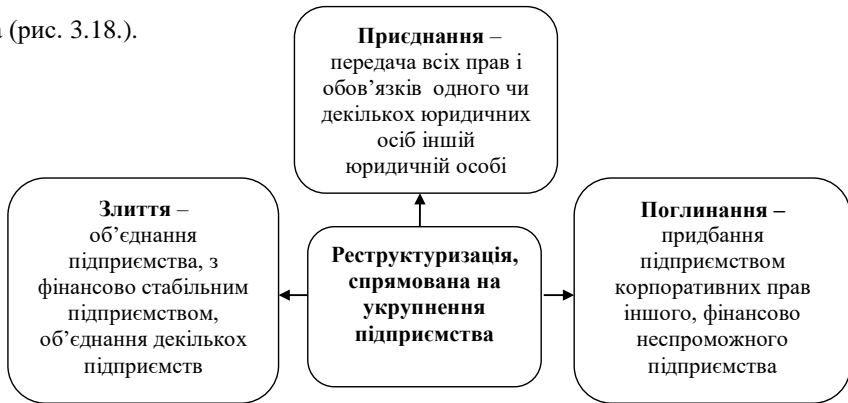 (рис. 3.18.).
Приєднання –
передача всіх прав і
обов’язків одного чи
декількох юридичних
осіб іншій
юридичній особі
Злиття –
об’єднання
підприємства, з
фінансово стабільним
підприємством,
об’єднання декількох
підприємств
Реструктуризація,
спрямована на
укрупнення
підприємства
Поглинання –
придбання
підприємством
корпоративних прав
іншого, фінансово
неспроможного
підприємства